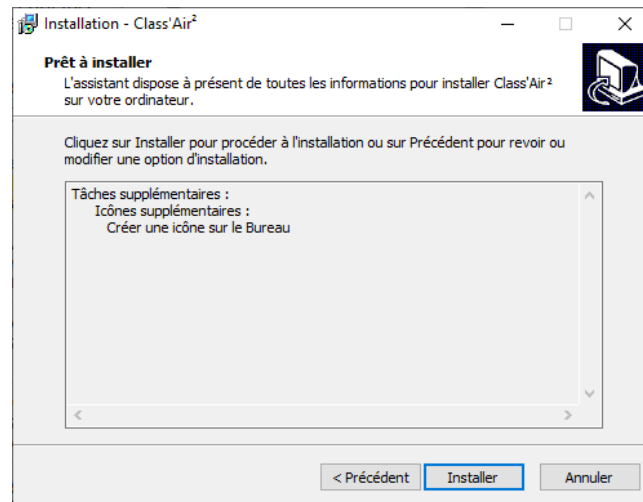 Installation - Class'Air²
Prêt à installer
L'assistant dispose à présent de toutes les informations pour installer Class'Air²
sur votre ordinateur.
Cliquez sur Installer pour procéder à l'installation ou sur Précédent pour revoir ou
modifier une option d'installation.
Tâches supplémentaires :
Icônes supplémentaires :
Créer une icône sur le Bureau
< Précédent
Installer
Annuler